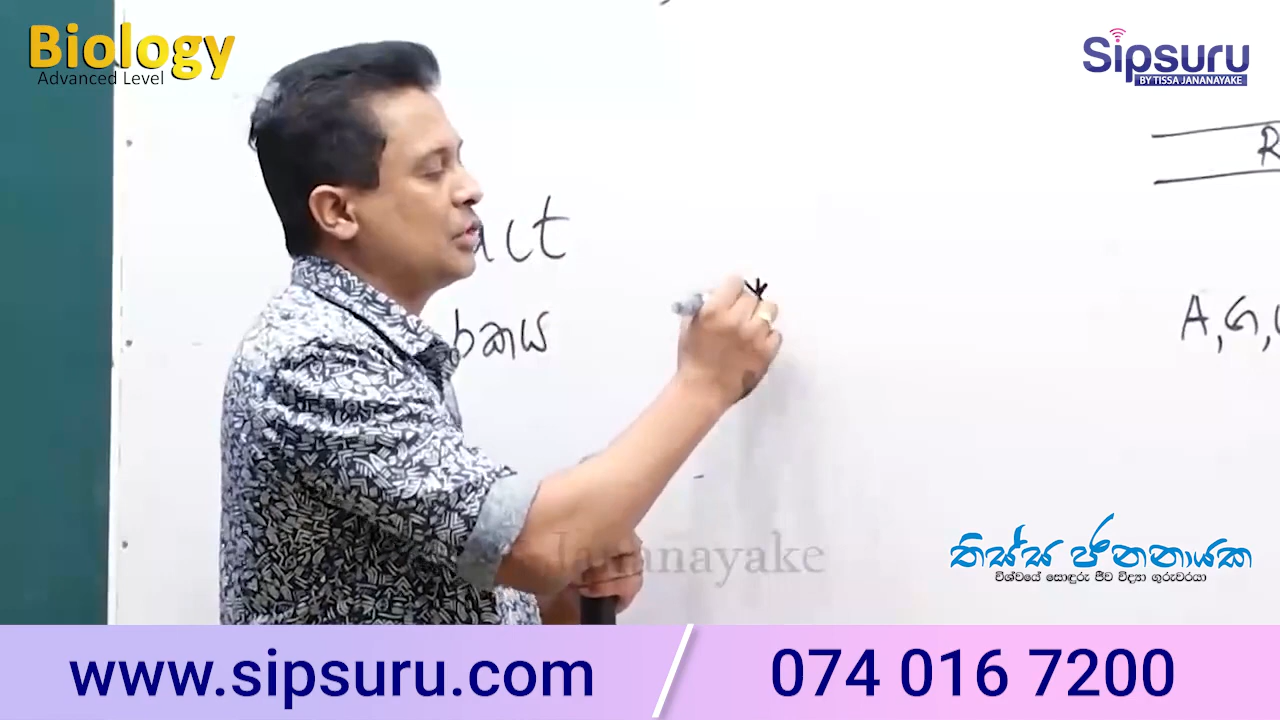 Biology
Advanced Level
Sipsuru
BY TISSA JANANAYAKE
R
act
කය
A, G,
Jananayake
තිස්ස ජනනායක
විශ්වයේ සොඳුරු ජීව විද්‍යා ගුරුවරයා
www.sipsuru.com
074 016 7200